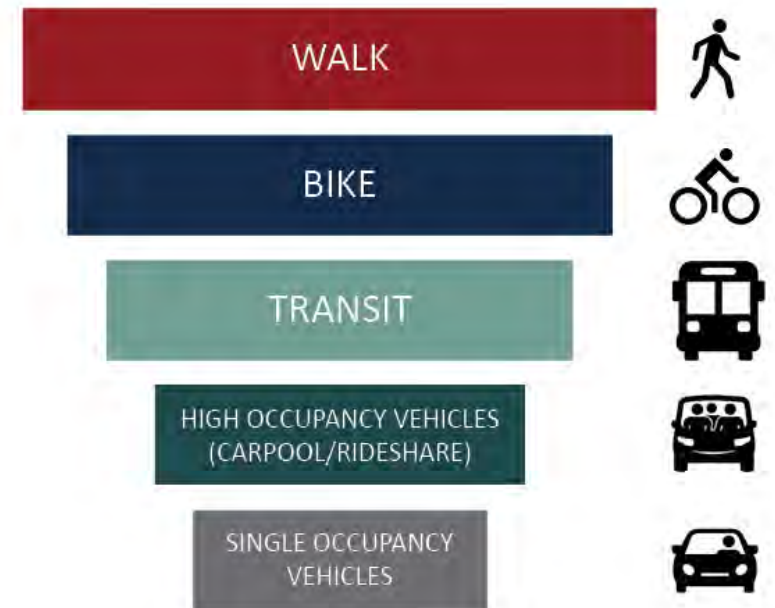 WALK
BIKE
TRANSIT
HIGH OCCUPANCY VEHICLES
(CARPOOL/RIDESHARE)
SINGLE OCCUPANCY
VEHICLES